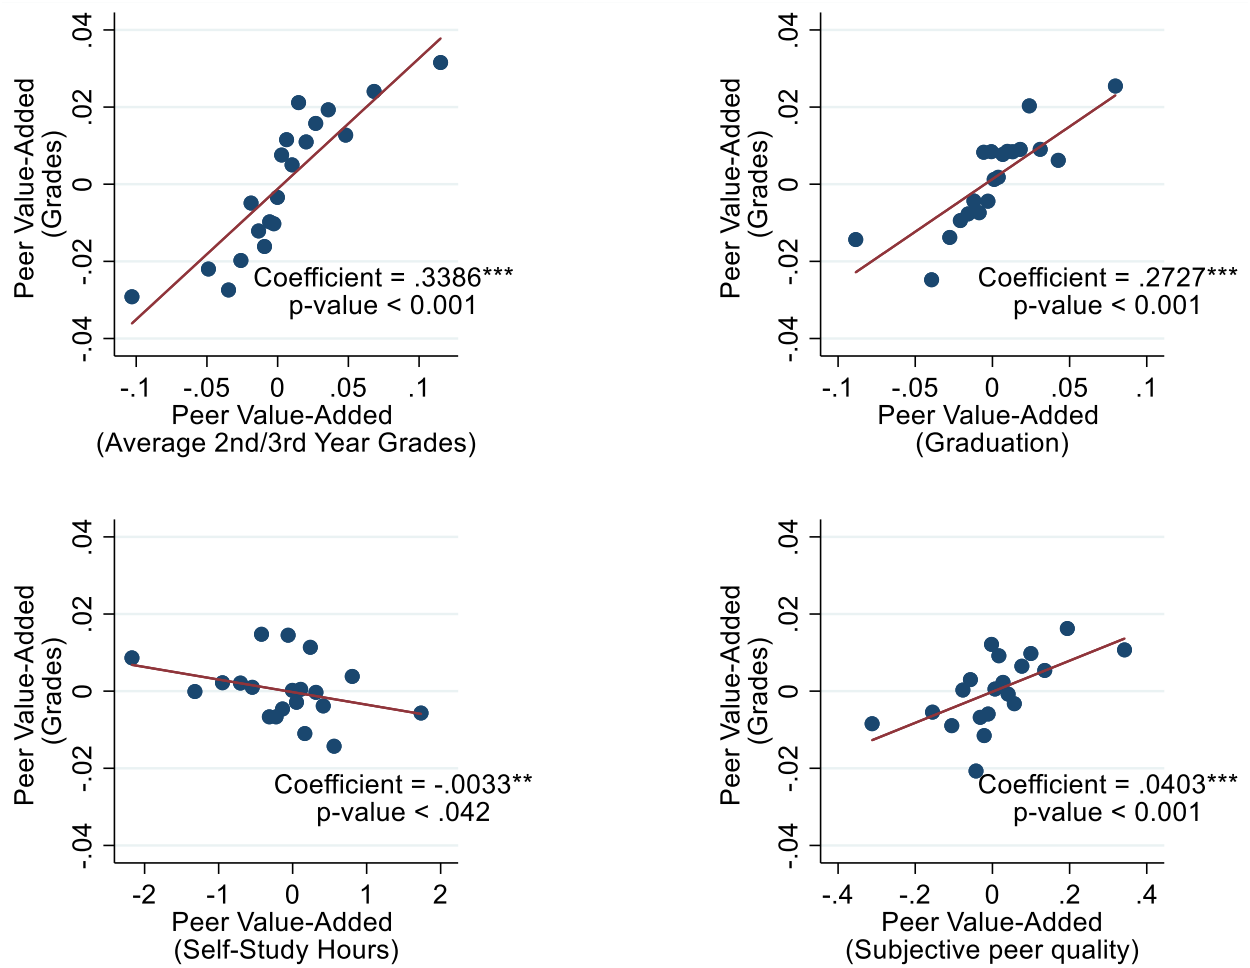 .04
.02
0
-.02
-.04
Peer Value-Added
(Grades)
Coefficient = .3386***
p-value < 0.001
-.1
-.05
0
.05
.1
Peer Value-Added
(Average 2nd/3rd Year Grades)
.04
.02
0
-.02
-.04
Peer Value-Added
(Grades)
Coefficient = .2727***
p-value < 0.001
-.1
-.05
0
.05
.1
Peer Value-Added
(Graduation)
.04
.02
0
-.02
-.04
Peer Value-Added
(Grades)
Coefficient = -.0033**
p-value < .042
-2
-1
0
1
2
Peer Value-Added
(Self-Study Hours)
.04
.02
0
-.02
-.04
Peer Value-Added
(Grades)
Coefficient = .0403***
p-value < 0.001
-.4
-.2
0
.2
.4
Peer Value-Added
(Subjective peer quality)